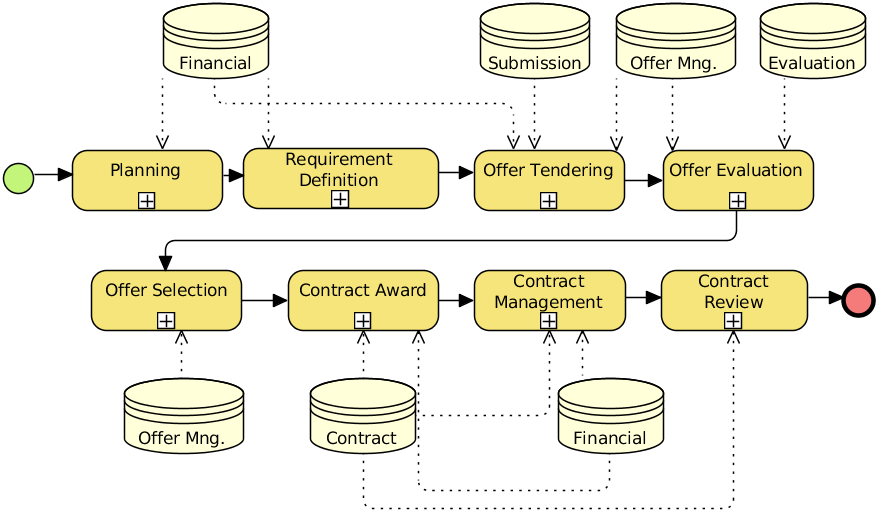 Financial
Submission
Offer Mng.
Evaluation
Planning
Requirement
Definition
Offer Tendering
Offer Evaluation
Offer Selection
Contract Award
Contract
Management
Contract
Review
Offer Mng.
Contract
Financial